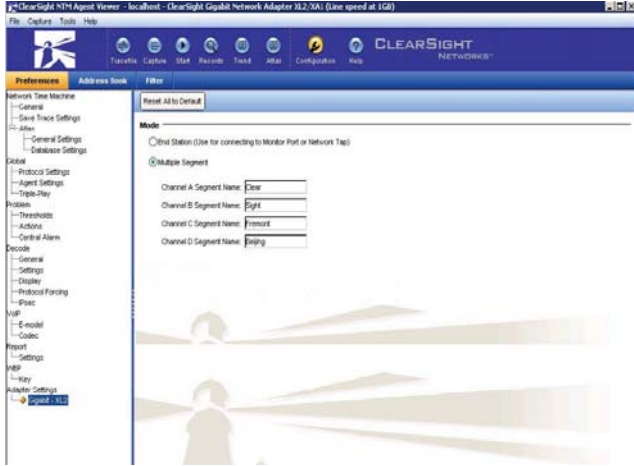 ClearSight NTM Agent Viewer - localhost - ClearSight Gigabit Network Adapter XL2/XA1 (Line speed at 1GB)
File Capture Tools Help
Tracefile Capture Start Records Trend Atlas Configuration Help
CLEARSIGHT NETWORKS
Preferences Address Book Filter
Network Time Machine
General
Save Trace Settings
Atlas
General Settings
Database Settings
Global
Protocol Settings
Agent Settings
Triple-Play
Problem
Thresholds
Actions
Central Alarm
Decode
General
Settings
Display
Protocol Forcing
IPsec
VoIP
E-model
Codec
Report
Settings
WEP
Key
Adapter Settings
Gigabit - XL2
Reset All to Default
Mode
End Station (Use for connecting to Monitor Port or Network Tap)
Multiple Segment
Channel A Segment Name: Clear
Channel B Segment Name: Sight
Channel C Segment Name: Fremont
Channel D Segment Name: Beijing